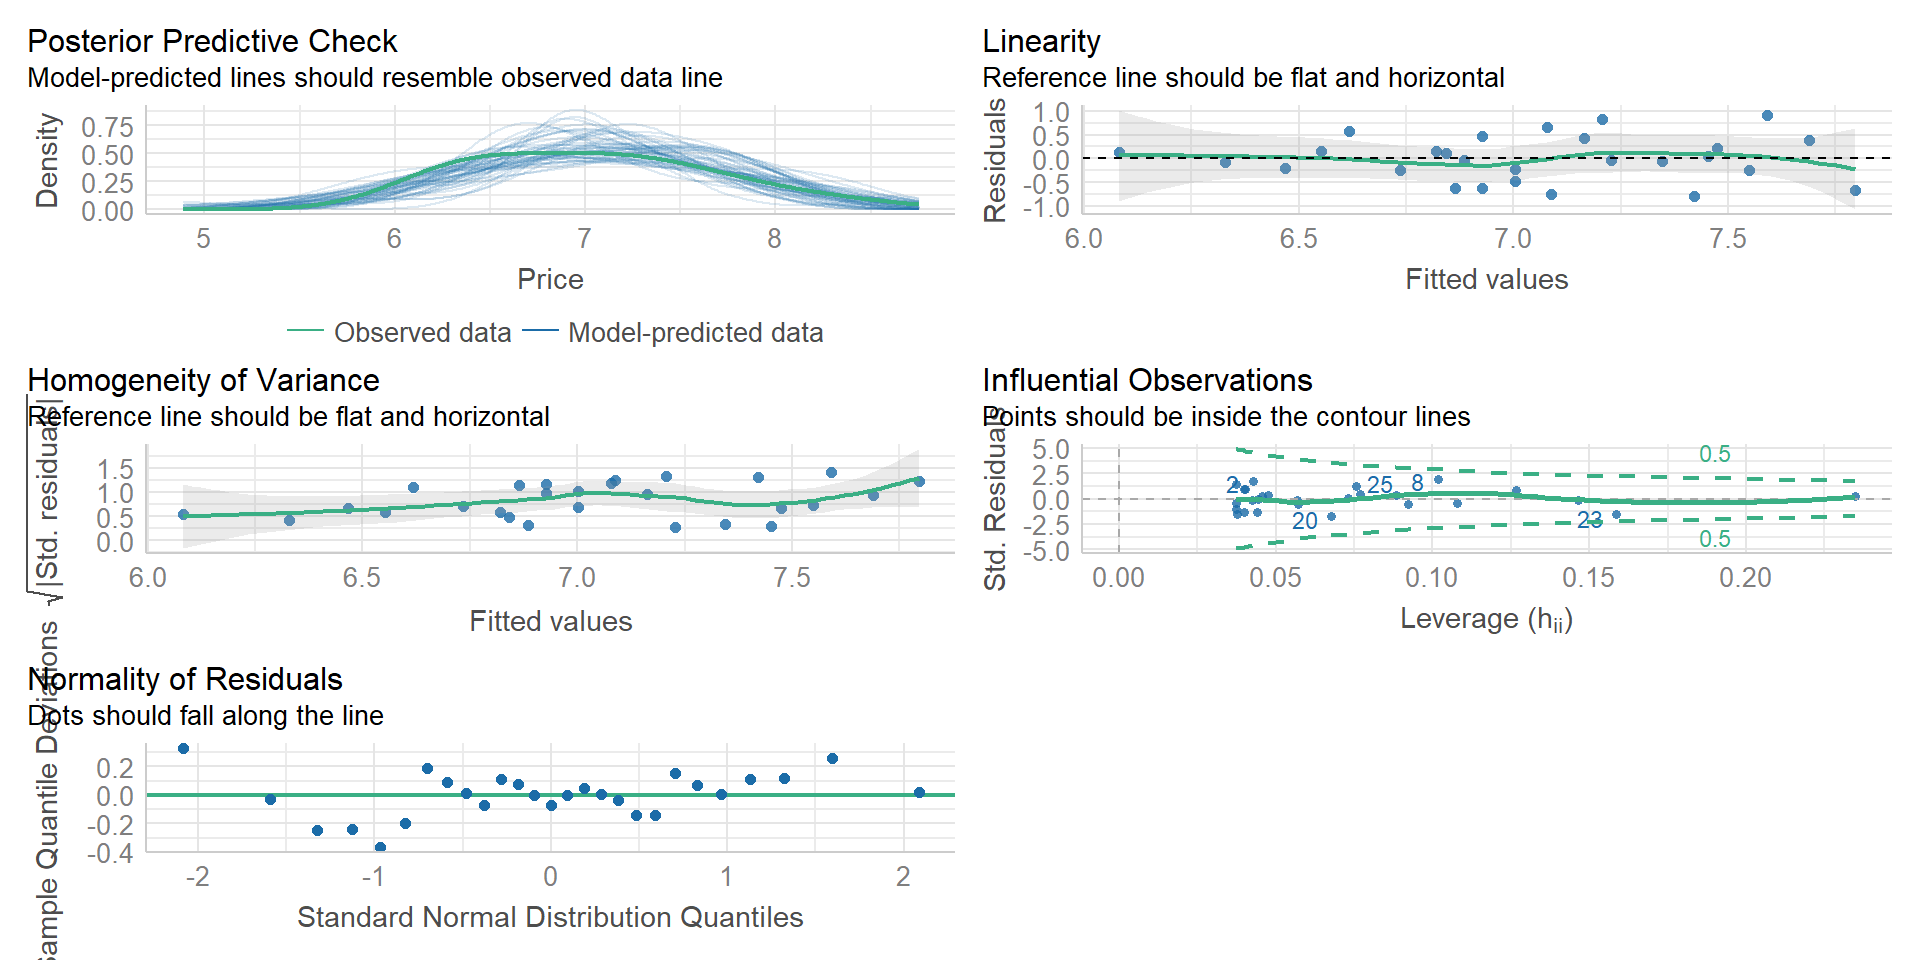 Posterior Predictive Check
Model-predicted lines should resemble observed data line
Density
0.75
0.50
0.25
0.00
5 6 7 8
Price
Observed data Model-predicted data
Linearity
Reference line should be flat and horizontal
Residuals
1.0
0.5
0.0
-0.5
-1.0
6.0 6.5 7.0 7.5
Fitted values
Homogeneity of Variance
Reference line should be flat and horizontal
√|Std. residuals|
1.5
1.0
0.5
0.0
6.0 6.5 7.0 7.5
Fitted values
Influential Observations
Points should be inside the contour lines
Std. Residuals
5.0
2.5
0.0
-2.5
-5.0
0.5
2 25 8
20 23
0.5
0.00 0.05 0.10 0.15 0.20
Leverage (hii)
Normality of Residuals
Dots should fall along the line
Sample Quantile Deviations
0.2
0.0
-0.2
-0.4
-2 -1 0 1 2
Standard Normal Distribution Quantiles